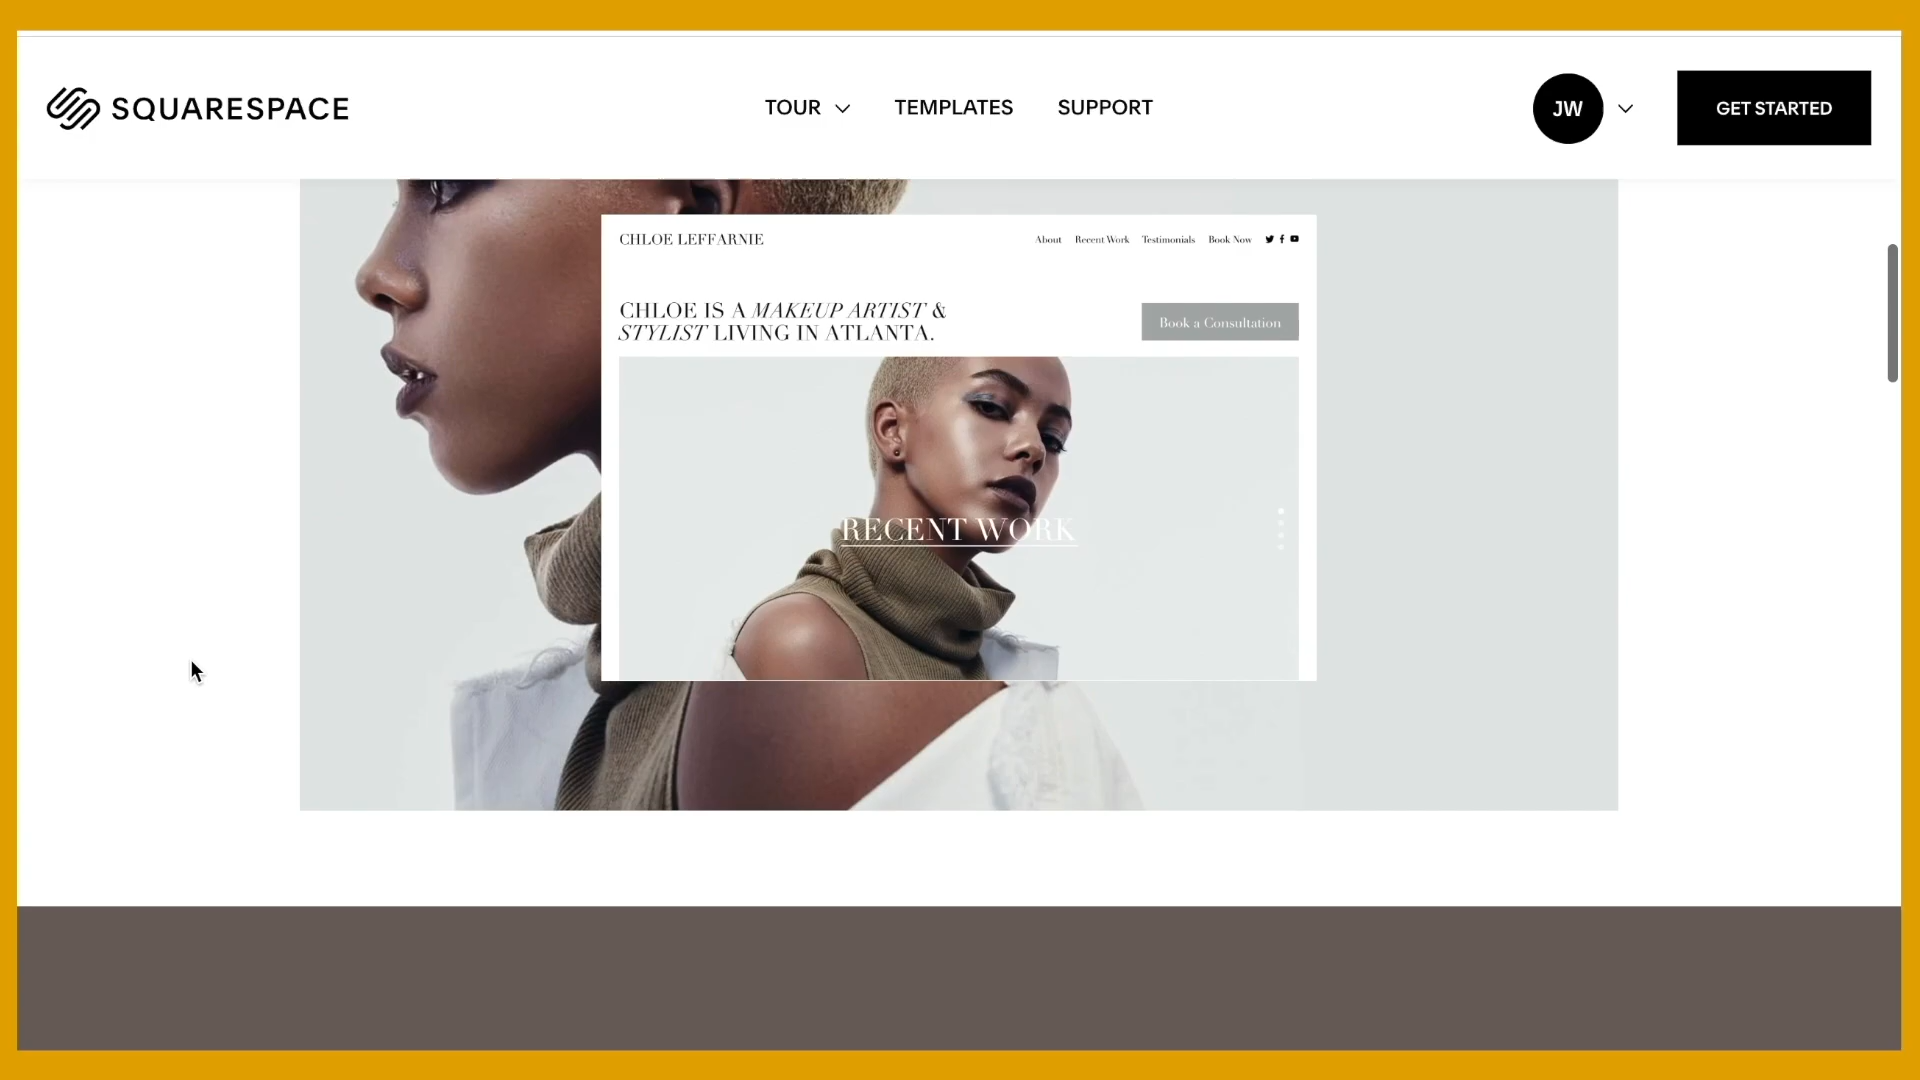 SQUARESPACE
TOUR
TEMPLATES
SUPPORT
JW
GET STARTED
CHLOE LEFFARNIE
About
Recent Work
Testimonials
Book Now
CHLOE IS A MAKEUP ARTIST &
STYLIST LIVING IN ATLANTA.
Book a Consultation
RECENT WORK